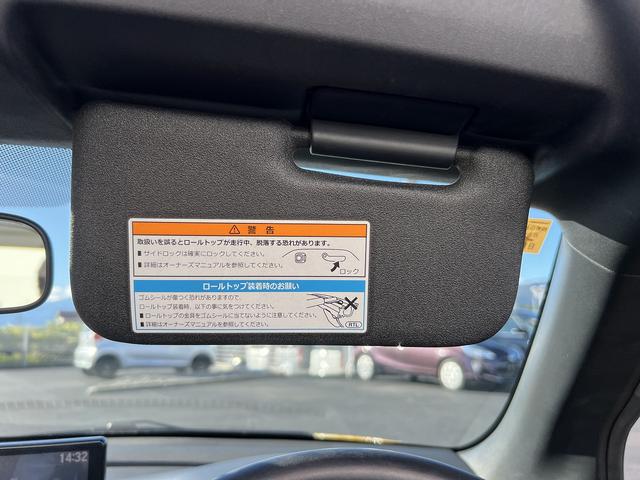 ⚠ 警告
取扱いを誤るとロールトップが走行中、脱落する恐れがあります。
■ サイドロックは確実にロックしてください。
■ 詳細はオーナーズマニュアルを参照してください。
ロック
ロールトップ装着時のお願い
ゴムシールが傷つく恐れがありますので、
ロールトップ装着時、以下の事に気をつけてください。
■ ロールトップの金具をゴムシールに当てないように注意してください。
■ 詳細はオーナーズマニュアルを参照してください。
RTL
14:32